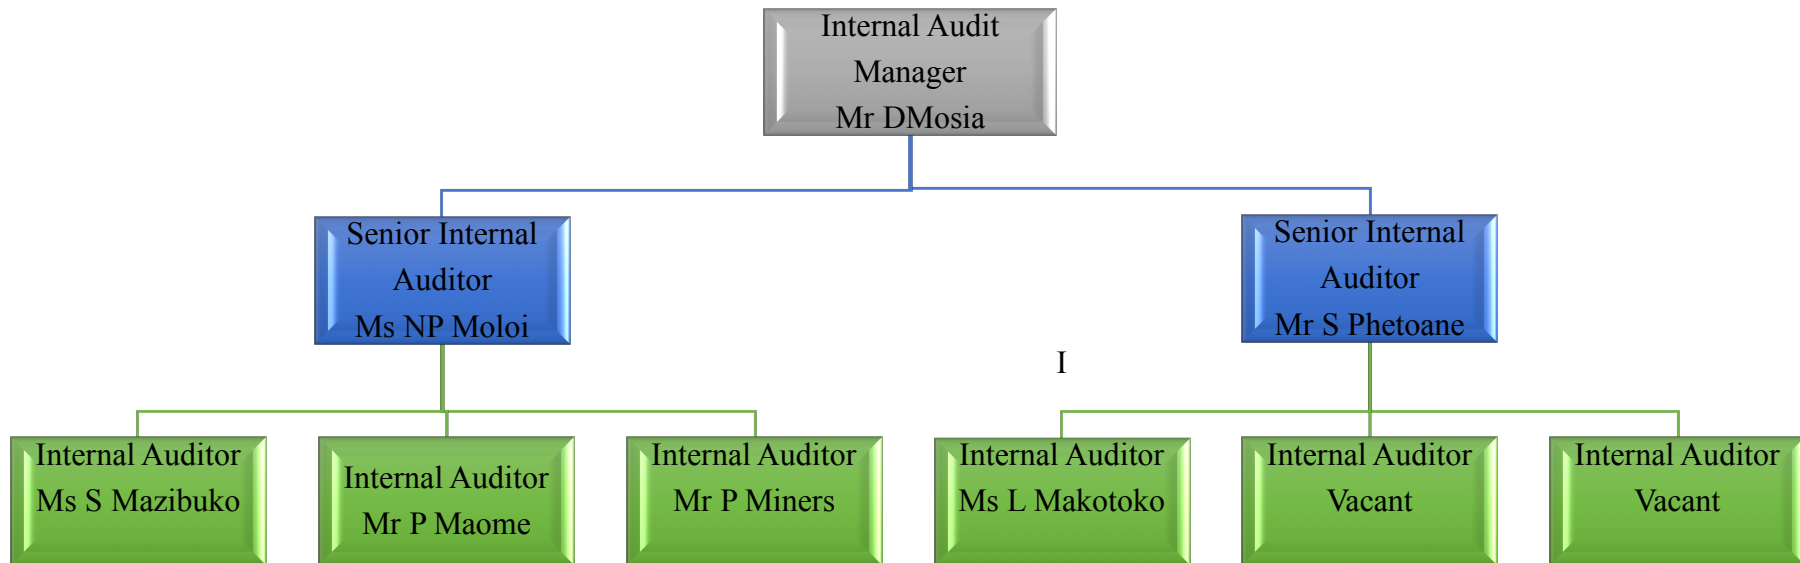 Internal Audit
Manager
Mr DMosia
Senior Internal
Auditor
Ms NP Moloi
Senior Internal
Auditor
Mr S Phetoane
I
Internal Auditor
Ms S Mazibuko
Internal Auditor
Mr P Maome
Internal Auditor
Mr P Miners
Internal Auditor
Ms L Makotoko
Internal Auditor
Vacant
Internal Auditor
Vacant